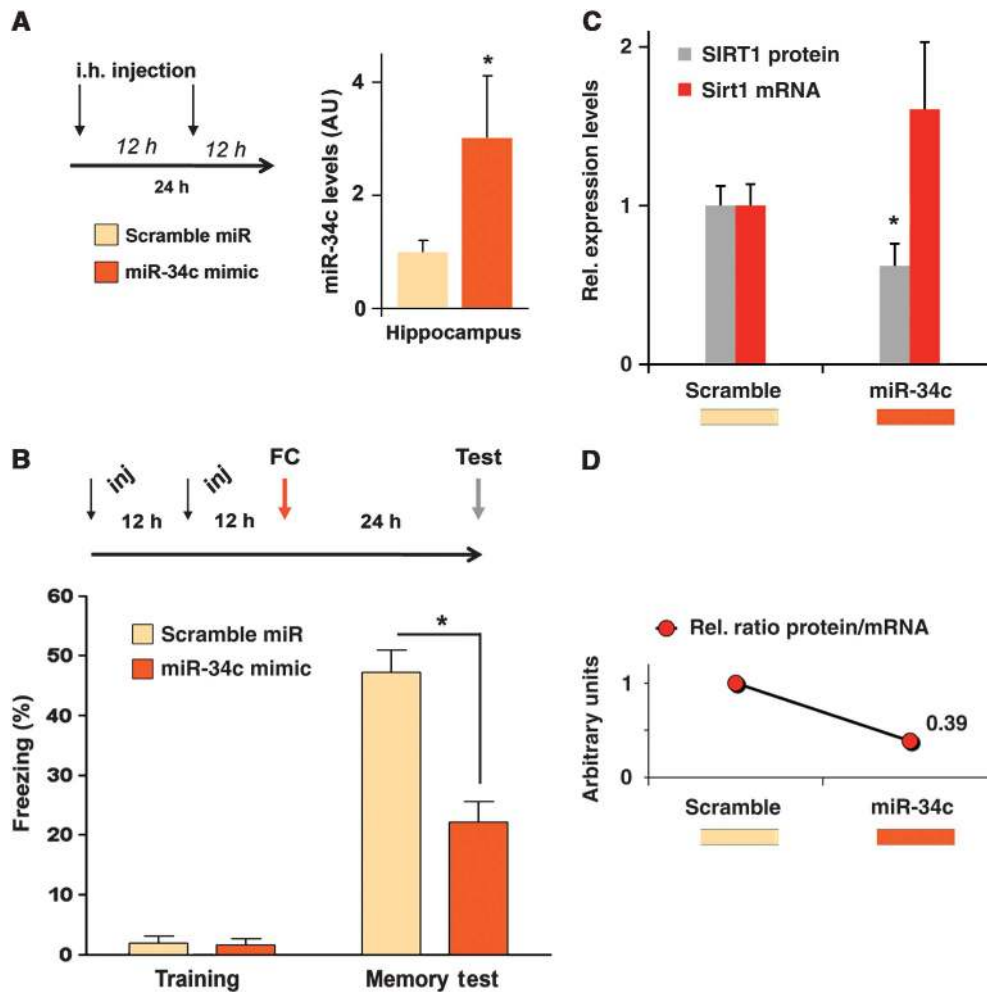 A
i.h. injection
12 h
12 h
24 h
Scramble miR
miR-34c mimic
miR-34c levels (AU)
4
2
0
*
Hippocampus
C
SIRT1 protein
Sirt1 mRNA
Rel. expression levels
2
1
0
*
Scramble
miR-34c
B
inj
inj
FC
Test
12 h
12 h
24 h
Freezing (%)
60
50
40
30
20
10
0
Scramble miR
miR-34c mimic
*
Training
Memory test
D
Rel. ratio protein/mRNA
Arbitrary units
1
0
0.39
Scramble
miR-34c